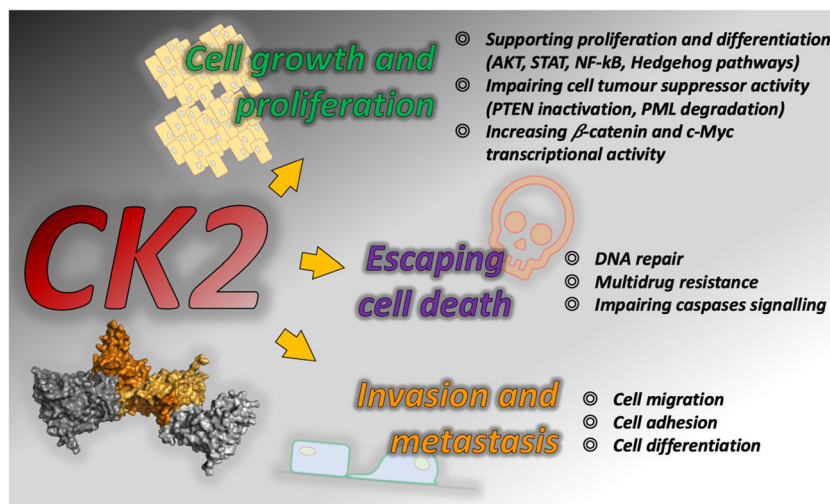 Cell growth and
proliferation
◎ Supporting proliferation and differentiation
(AKT, STAT, NF-kB, Hedgehog pathways)
◎ Impairing cell tumour suppressor activity
(PTEN inactivation, PML degradation)
◎ Increasing β-catenin and c-Myc
transcriptional activity
CK2
Escaping
cell death
◎ DNA repair
◎ Multidrug resistance
◎ Impairing caspases signalling
Invasion and
metastasis
◎ Cell migration
◎ Cell adhesion
◎ Cell differentiation